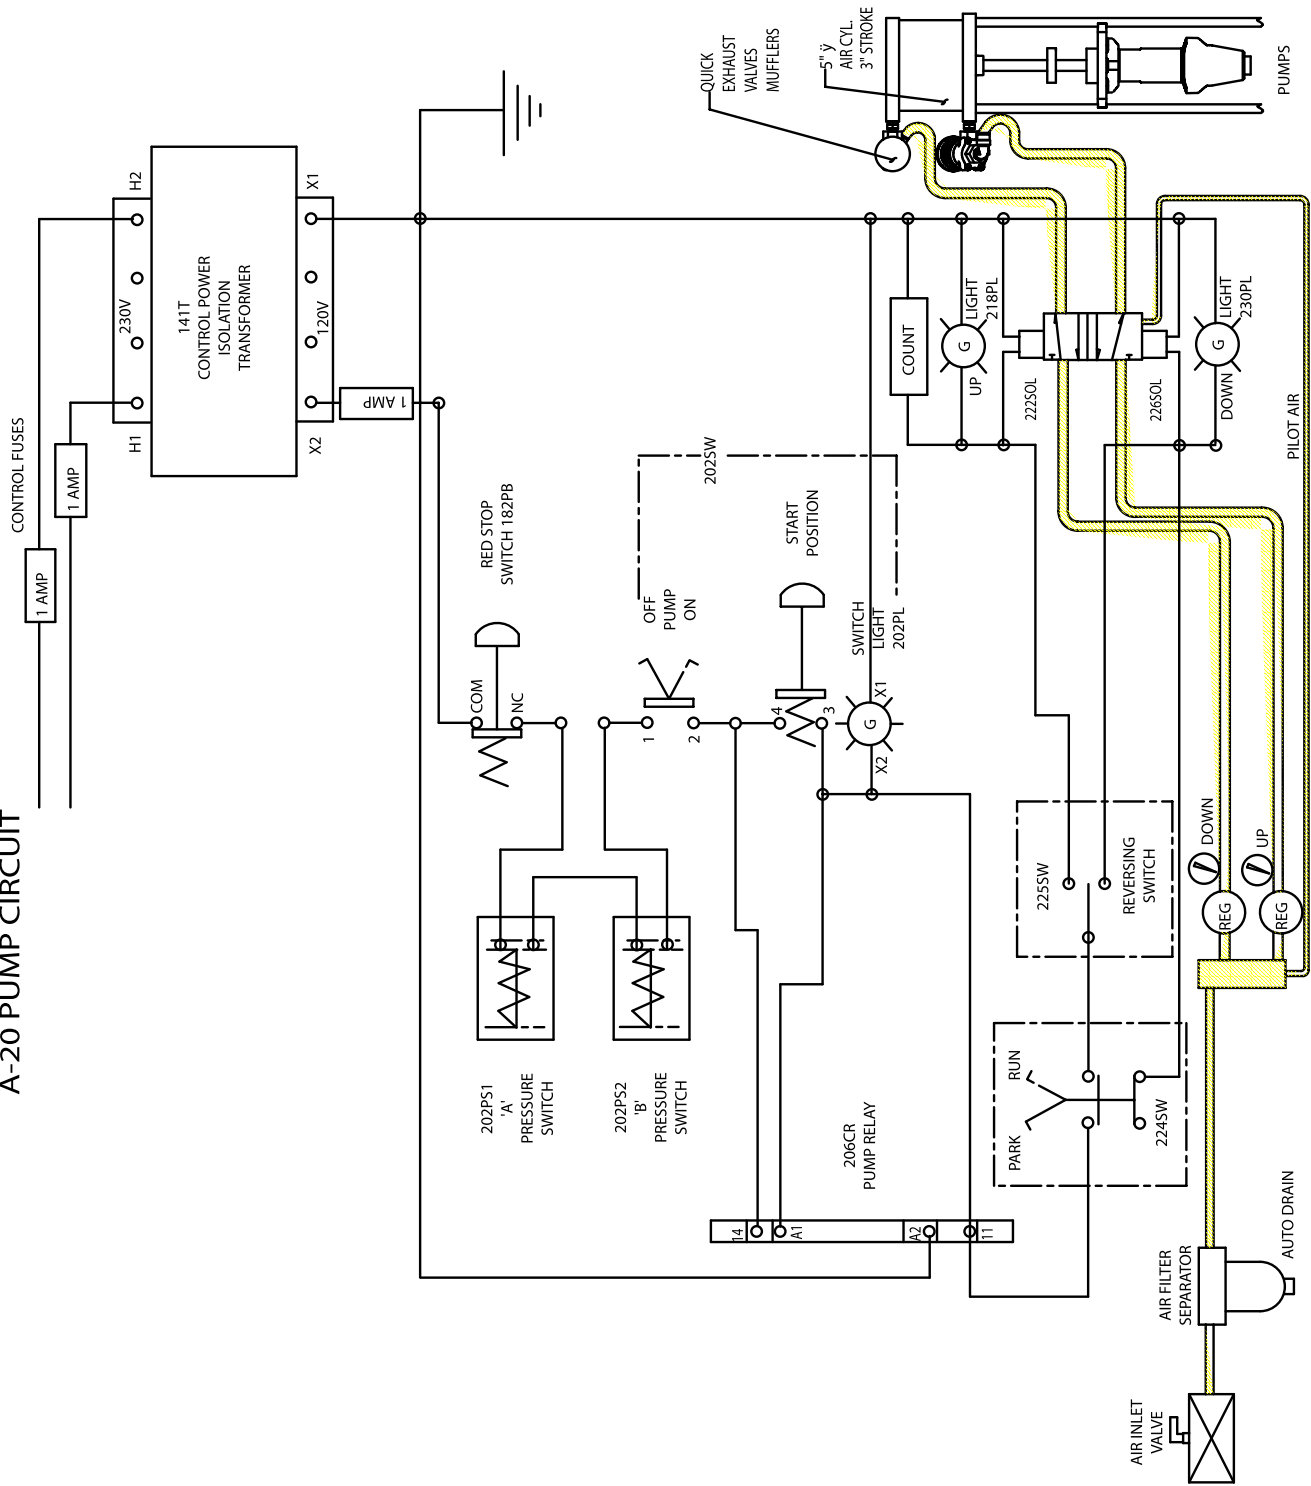 A-20 PUMP CIRCUIT
CONTROL FUSES
1 AMP
1 AMP
H1
H2
230V
141T
CONTROL POWER
ISOLATION
TRANSFORMER
120V
X1
X2
1 AMP
RED STOP
SWITCH 182PB
COM
NC
202SW
OFF
PUMP
ON
1
2
START
POSITION
4
3
SWITCH
LIGHT
202PL
X1
G
X2
202PS1
'A'
PRESSURE
SWITCH
202PS2
'B'
PRESSURE
SWITCH
206CR
PUMP RELAY
14
A1
A2
11
QUICK
EXHAUST
VALVES
MUFFLERS
5" ÿ
AIR CYL.
3" STROKE
PUMPS
COUNT
LIGHT
218PL
G
UP
222SOL
226SOL
LIGHT
230PL
G
DOWN
PILOT AIR
225SW
REVERSING
SWITCH
DOWN
UP
REG
REG
RUN
PARK
224SW
AIR FILTER
SEPARATOR
AUTO DRAIN
AIR INLET
VALVE